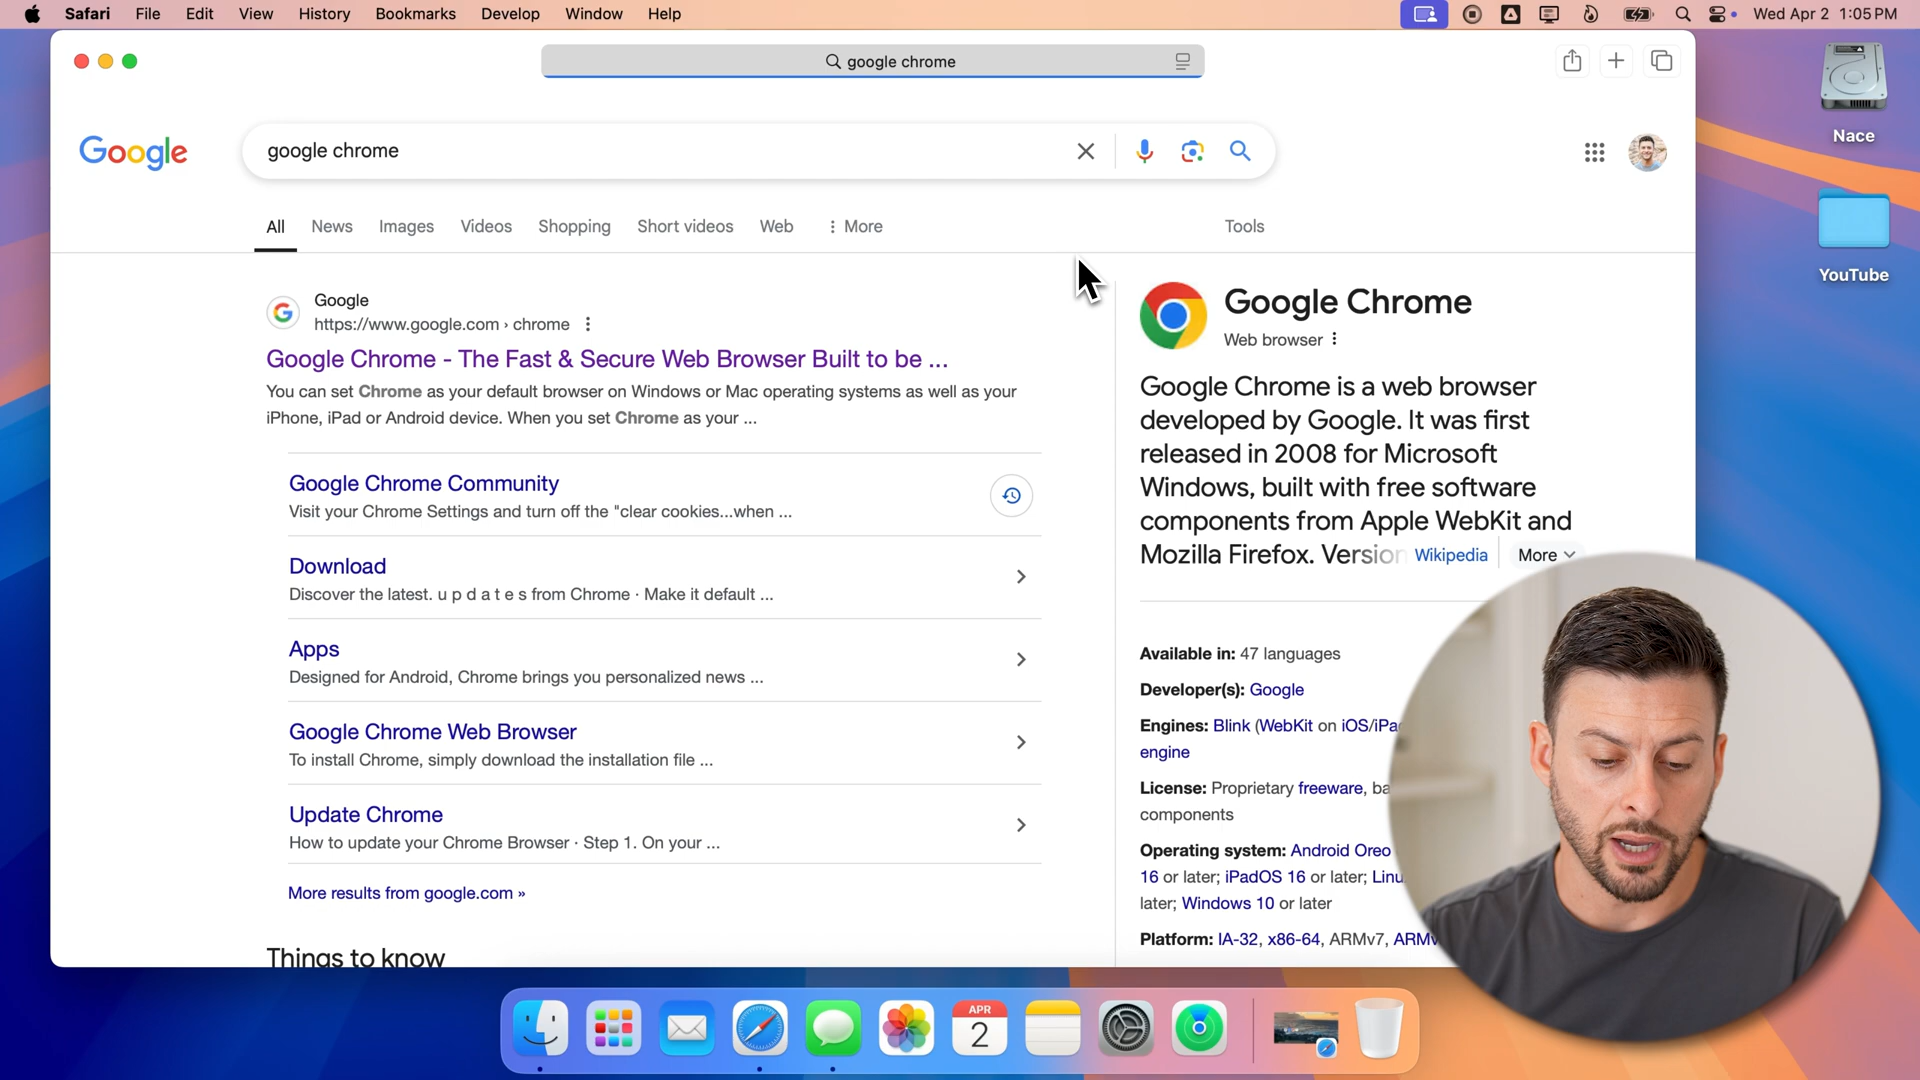 Safari File Edit View History Bookmarks Develop Window Help Wed Apr 2 1:05 PM
google chrome
Nace
YouTube
Google google chrome
All News Images Videos Shopping Short videos Web More Tools
Google
https://www.google.com › chrome
Google Chrome - The Fast & Secure Web Browser Built to be ...
You can set Chrome as your default browser on Windows or Mac operating systems as well as your
iPhone, iPad or Android device. When you set Chrome as your ...
Google Chrome Community
Visit your Chrome Settings and turn off the "clear cookies...when ...
Download
Discover the latest. u p d a t e s from Chrome · Make it default ...
Apps
Designed for Android, Chrome brings you personalized news ...
Google Chrome Web Browser
To install Chrome, simply download the installation file ...
Update Chrome
How to update your Chrome Browser · Step 1. On your ...
More results from google.com »
Things to know
Google Chrome
Web browser
Google Chrome is a web browser
developed by Google. It was first
released in 2008 for Microsoft
Windows, built with free software
components from Apple WebKit and
Mozilla Firefox. Version Wikipedia More
Available in: 47 languages
Developer(s): Google
Engines: Blink (WebKit on iOS/iPa
engine
License: Proprietary freeware, ba
components
Operating system: Android Oreo
16 or later; iPadOS 16 or later; Linu
later; Windows 10 or later
Platform: IA-32, x86-64, ARMv7, ARMv
APR
2